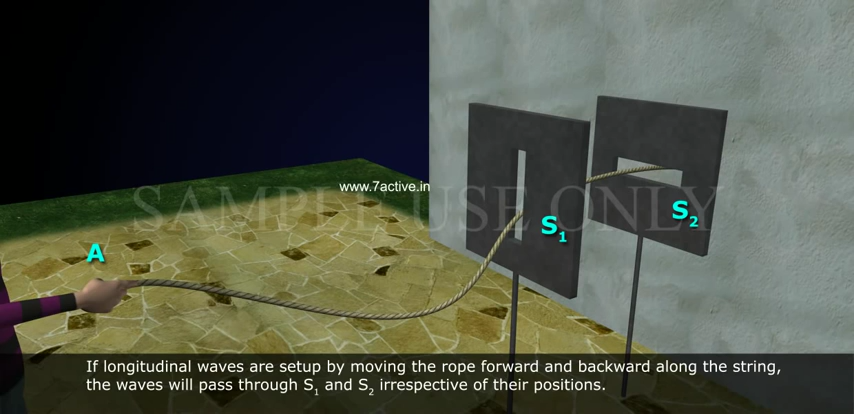 www.7active.in
SAMPLE USE ONLY
S₁
S₂
A
If longitudinal waves are setup by moving the rope forward and backward along the string,
the waves will pass through S₁ and S₂ irrespective of their positions.